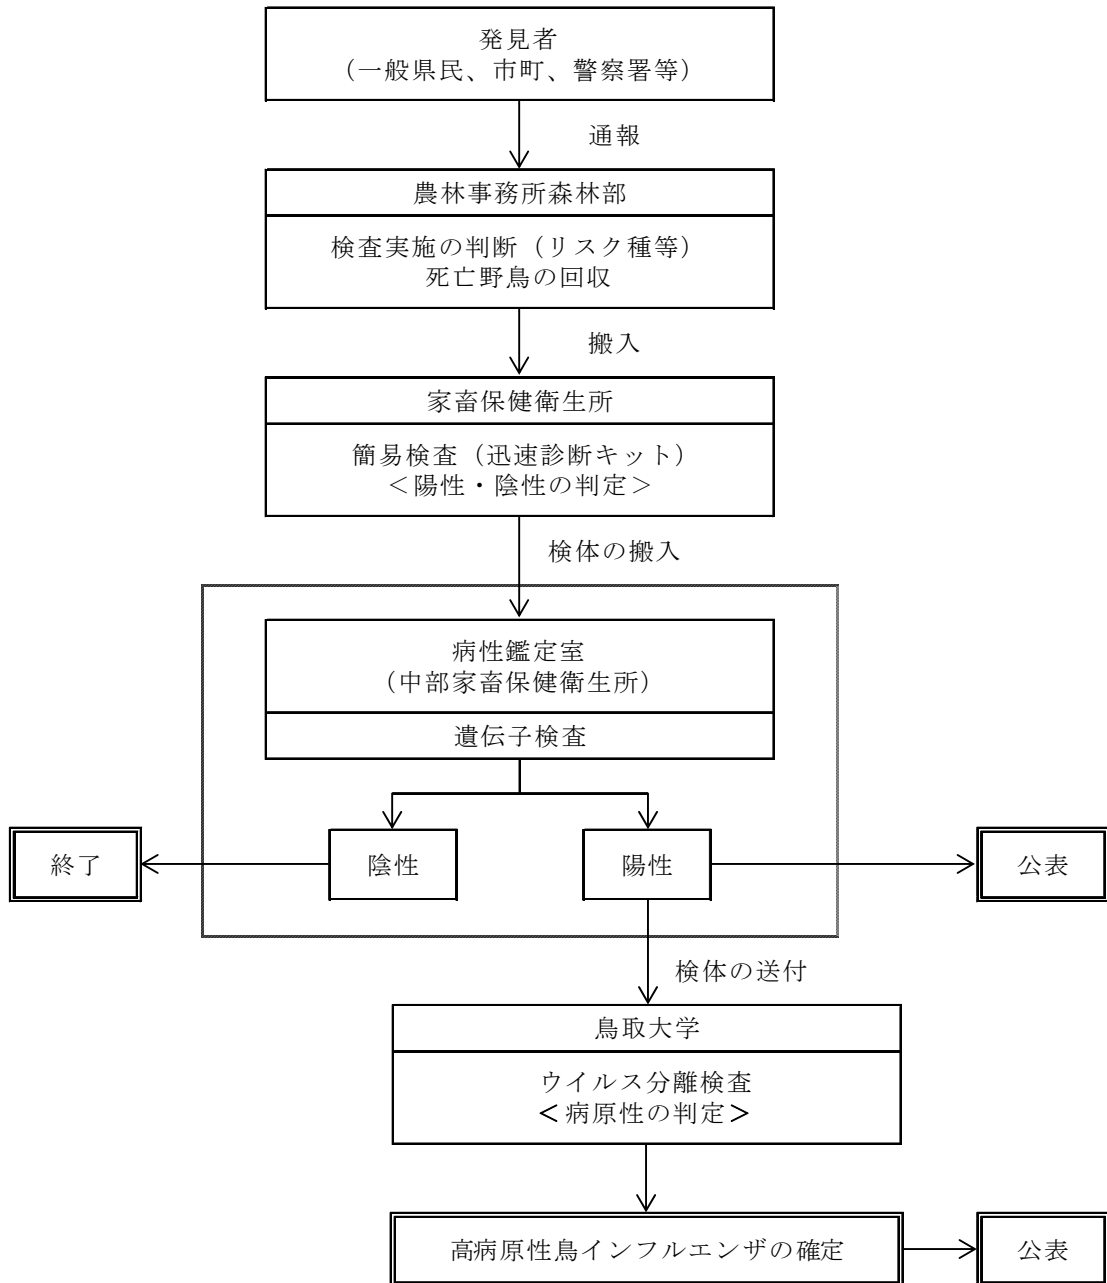 発見者
（一般県民、市町、警察署等）
通報
農林事務所森林部
検査実施の判断（リスク種等）
死亡野鳥の回収
搬入
家畜保健衛生所
簡易検査（迅速診断キット）
＜陽性・陰性の判定＞
検体の搬入
病性鑑定室
（中部家畜保健衛生所）
遺伝子検査
終了
陰性
陽性
公表
検体の送付
鳥取大学
ウイルス分離検査
＜病原性の判定＞
高病原性鳥インフルエンザの確定
公表